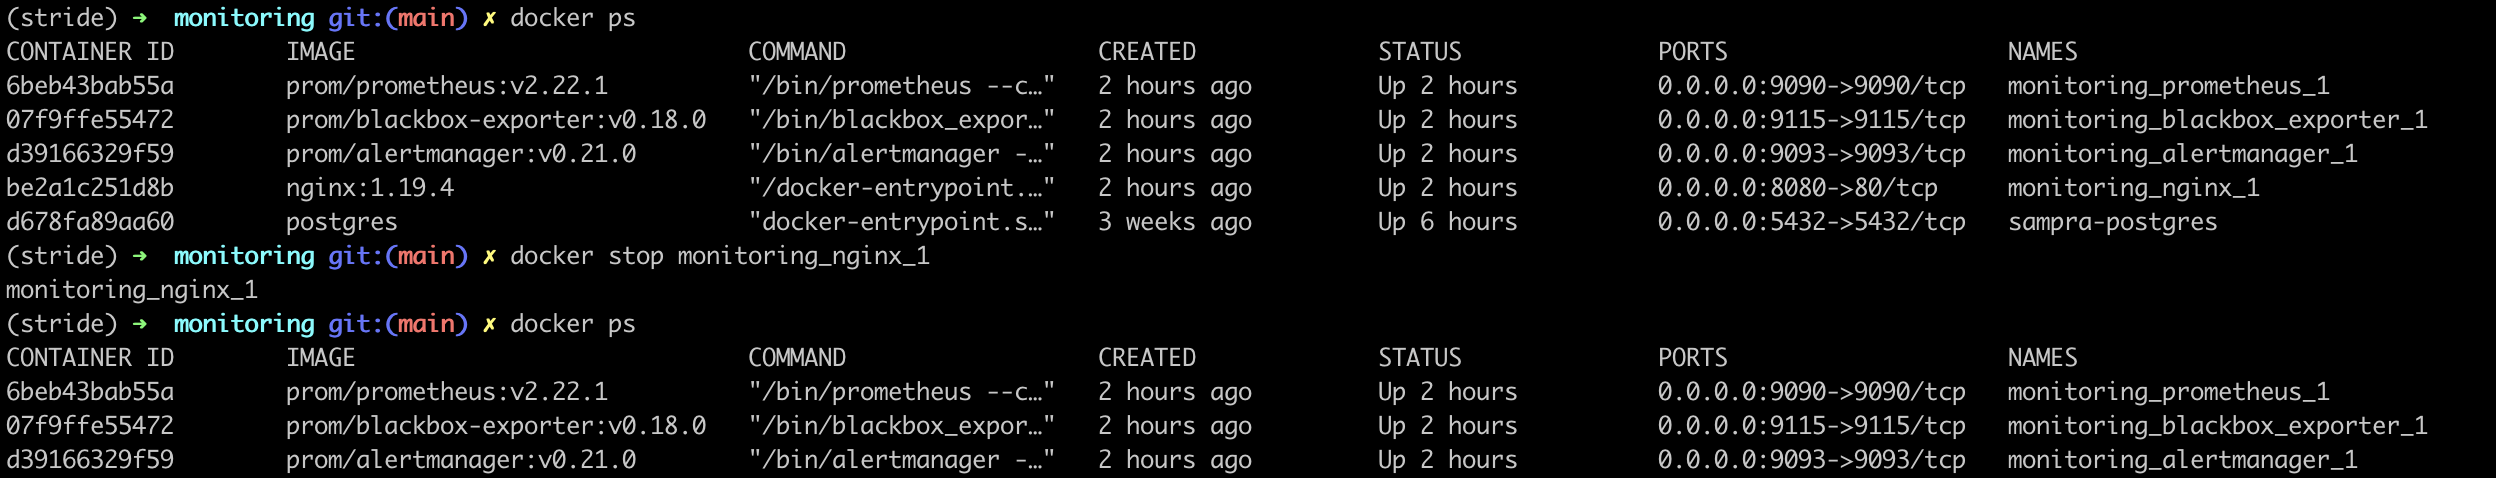 (stride) ➜  monitoring git:(main) ✗ docker ps
CONTAINER ID        IMAGE                            COMMAND                  CREATED             STATUS              PORTS                    NAMES
6beb43bab55a        prom/prometheus:v2.22.1          "/bin/prometheus --c…"   2 hours ago         Up 2 hours          0.0.0.0:9090->9090/tcp   monitoring_prometheus_1
07f9ffe55472        prom/blackbox-exporter:v0.18.0   "/bin/blackbox_expor…"   2 hours ago         Up 2 hours          0.0.0.0:9115->9115/tcp   monitoring_blackbox_exporter_1
d39166329f59        prom/alertmanager:v0.21.0        "/bin/alertmanager -…"   2 hours ago         Up 2 hours          0.0.0.0:9093->9093/tcp   monitoring_alertmanager_1
be2a1c251d8b        nginx:1.19.4                     "/docker-entrypoint.…"   2 hours ago         Up 2 hours          0.0.0.0:8080->80/tcp     monitoring_nginx_1
d678fa89aa60        postgres                         "docker-entrypoint.s…"   3 weeks ago         Up 6 hours          0.0.0.0:5432->5432/tcp   sampra-postgres
(stride) ➜  monitoring git:(main) ✗ docker stop monitoring_nginx_1
monitoring_nginx_1
(stride) ➜  monitoring git:(main) ✗ docker ps
CONTAINER ID        IMAGE                            COMMAND                  CREATED             STATUS              PORTS                    NAMES
6beb43bab55a        prom/prometheus:v2.22.1          "/bin/prometheus --c…"   2 hours ago         Up 2 hours          0.0.0.0:9090->9090/tcp   monitoring_prometheus_1
07f9ffe55472        prom/blackbox-exporter:v0.18.0   "/bin/blackbox_expor…"   2 hours ago         Up 2 hours          0.0.0.0:9115->9115/tcp   monitoring_blackbox_exporter_1
d39166329f59        prom/alertmanager:v0.21.0        "/bin/alertmanager -…"   2 hours ago         Up 2 hours          0.0.0.0:9093->9093/tcp   monitoring_alertmanager_1